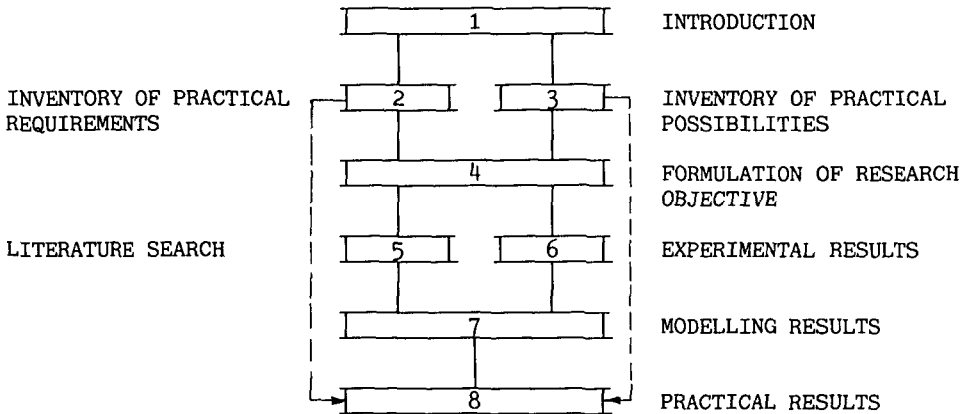 1 INTRODUCTION
INVENTORY OF PRACTICAL 2 3 INVENTORY OF PRACTICAL
REQUIREMENTS POSSIBILITIES
4 FORMULATION OF RESEARCH
OBJECTIVE
LITERATURE SEARCH 5 6 EXPERIMENTAL RESULTS
7 MODELLING RESULTS
8 PRACTICAL RESULTS